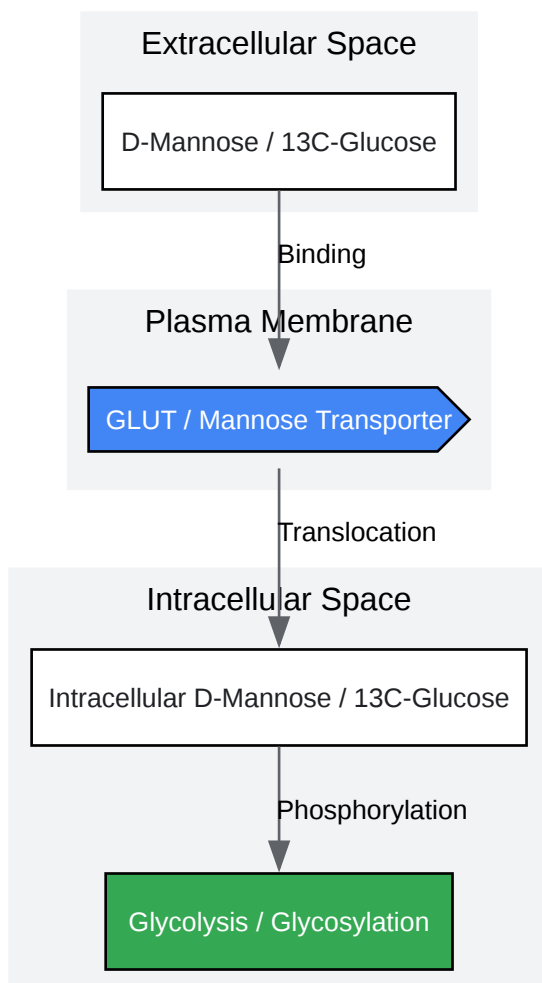 Extracellular Space
D-Mannose / 13C-Glucose
Binding
Plasma Membrane
GLUT / Mannose Transporter
Translocation
Intracellular Space
Intracellular D-Mannose / 13C-Glucose
Phosphorylation
Glycolysis / Glycosylation